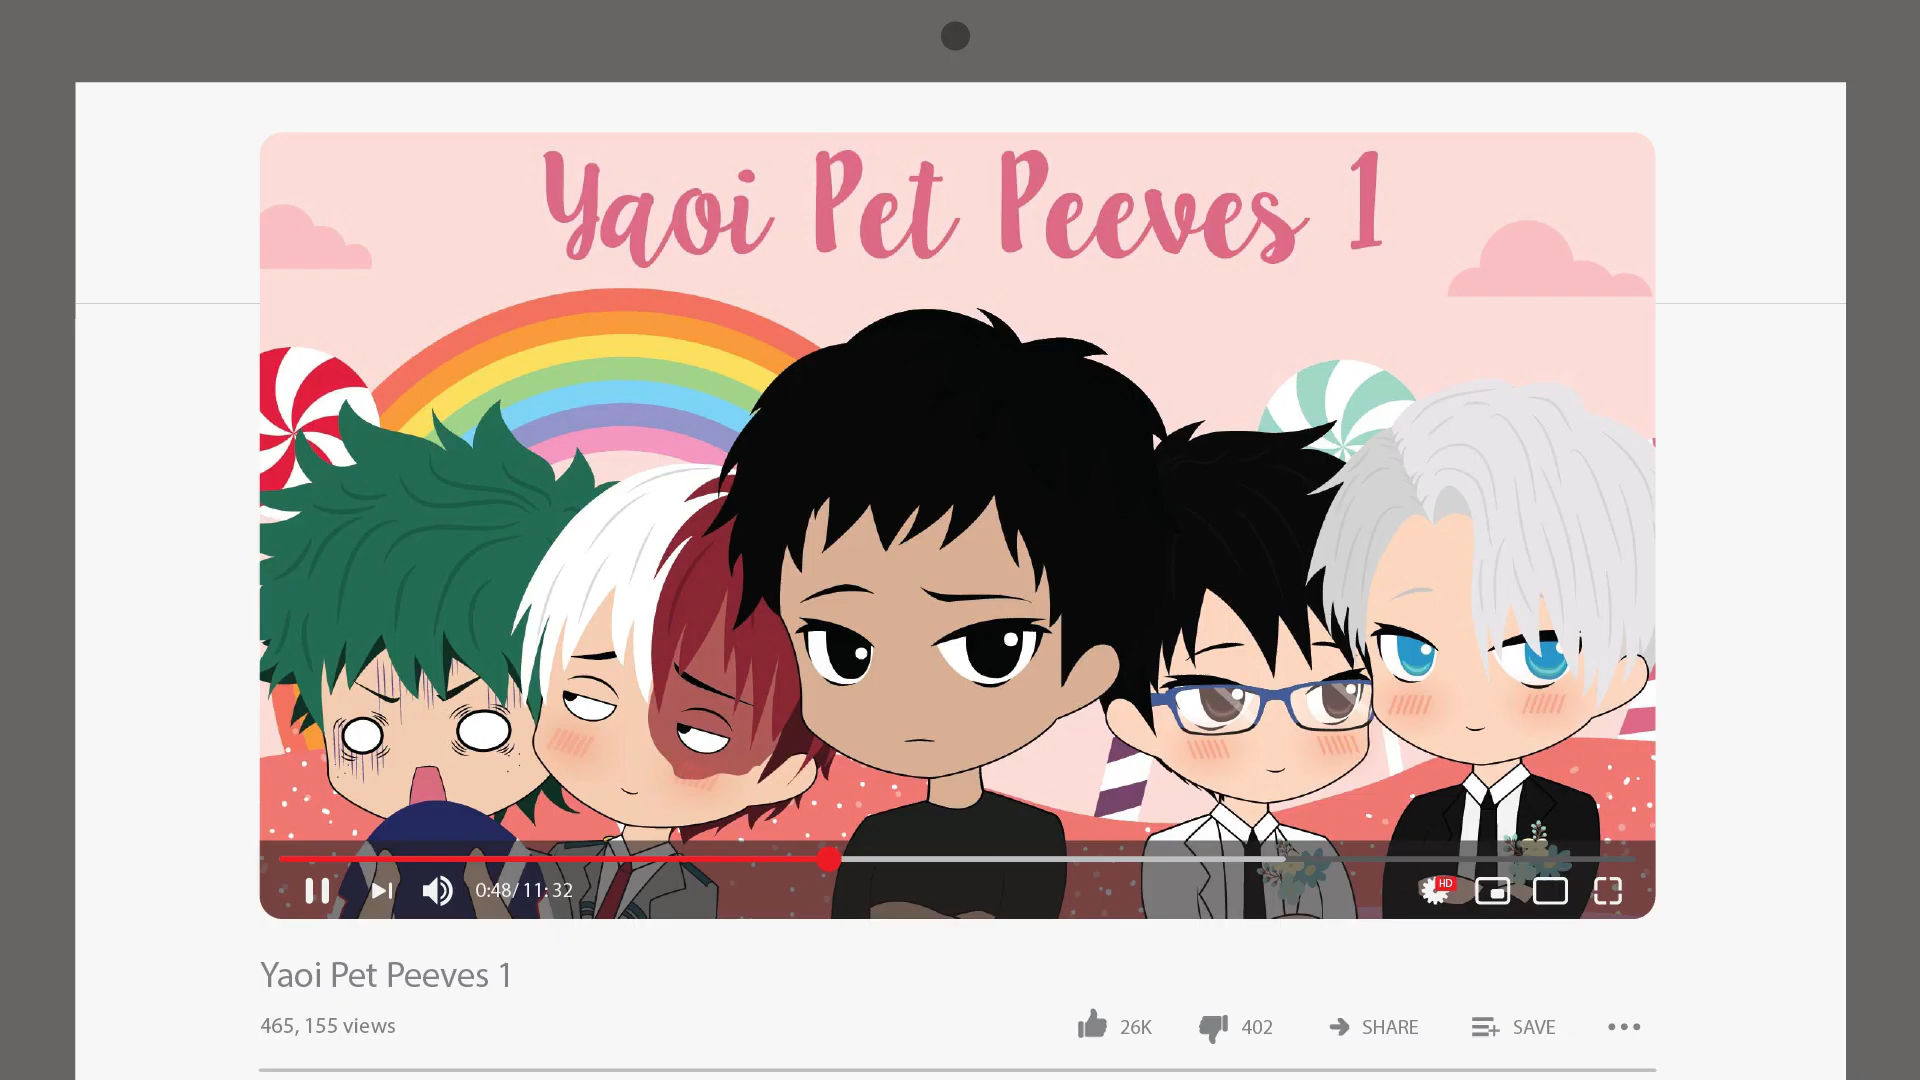 Yaoi Pet Peeves 1
0:48/11:32
HD
Yaoi Pet Peeves 1
465, 155 views
26K
402
SHARE
SAVE